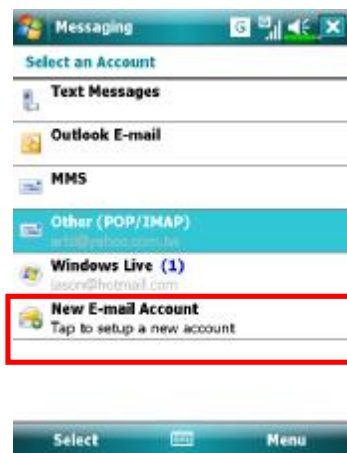 Messaging
Select an Account
Text Messages
Outlook E-mail
MMS
Other (POP/IMAP)
Windows Live (1)
jason@hotmail.com
New E-mail Account
Tap to setup a new account
Select Menu